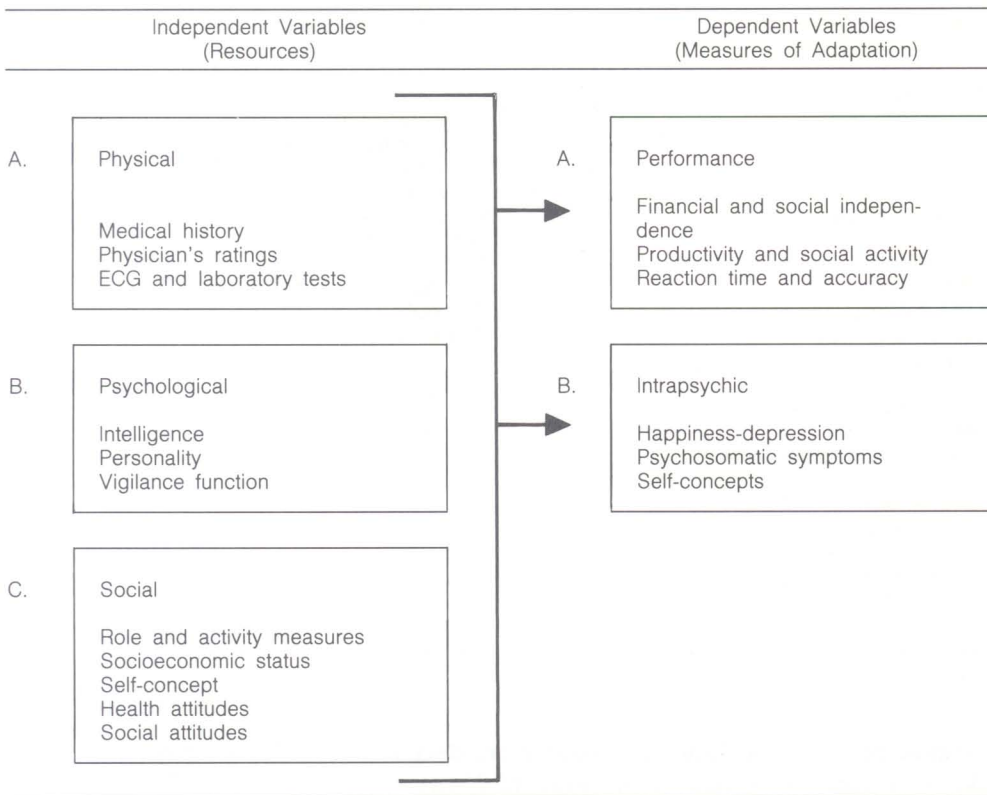 Independent Variables
(Resources)
Dependent Variables
(Measures of Adaptation)
A.
Physical
Medical history
Physician's ratings
ECG and laboratory tests
B.
Psychological
Intelligence
Personality
Vigilance function
C.
Social
Role and activity measures
Socioeconomic status
Self-concept
Health attitudes
Social attitudes
A.
Performance
Financial and social indepen-
dence
Productivity and social activity
Reaction time and accuracy
B.
Intrapsychic
Happiness-depression
Psychosomatic symptoms
Self-concepts